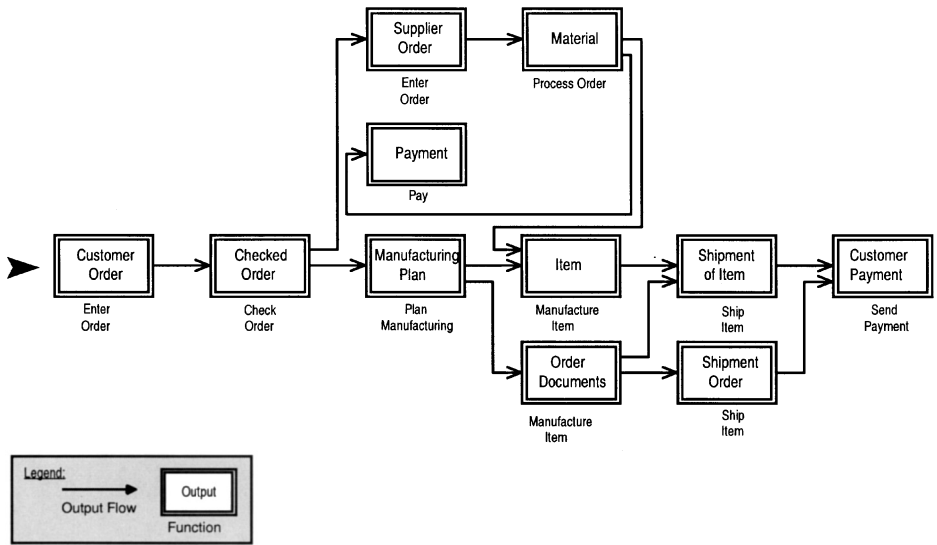 Supplier
Order
Enter
Order
Material
Process Order
Payment
Pay
Customer
Order
Enter
Order
Checked
Order
Check
Order
Manufacturing
Plan
Plan
Manufacturing
Item
Manufacture
Item
Shipment
of Item
Ship
Item
Customer
Payment
Send
Payment
Order
Documents
Manufacture
Item
Shipment
Order
Ship
Item
Legend:
Output Flow
Output
Function